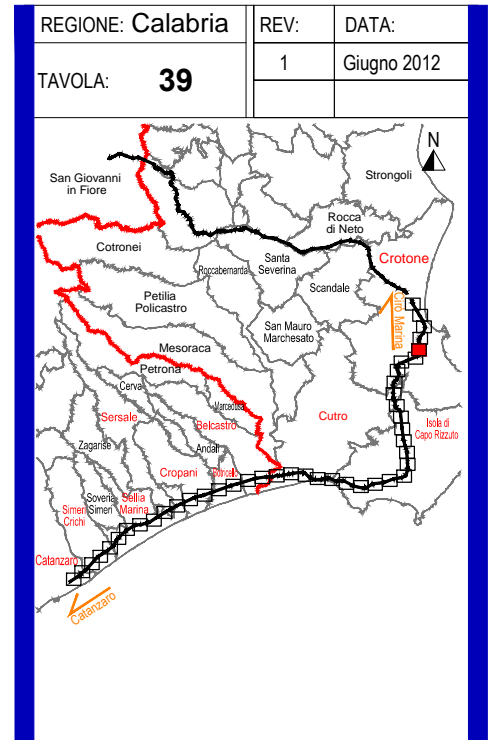 REGIONE: Calabria
REV:
DATA:
TAVOLA: 39
1
Giugno 2012
N
San Giovanni
in Fiore
Strongoli
Rocca
di Neto
Cotronei
Santa
Severina
Crotone
Roccabernarda
Scandale
Petilia
Policastro
Cirò Marina
San Mauro
Marchesato
Mesoraca
Petrona
Cerva
Marcedusa
Sersale
Belcastro
Cutro
Isola di
Capo Rizzuto
Zagarise
Andali
Cropani
Botricello
Soveria
Simeri
Sellia
Marina
Simeri
Crichi
Catanzaro
Catanzaro